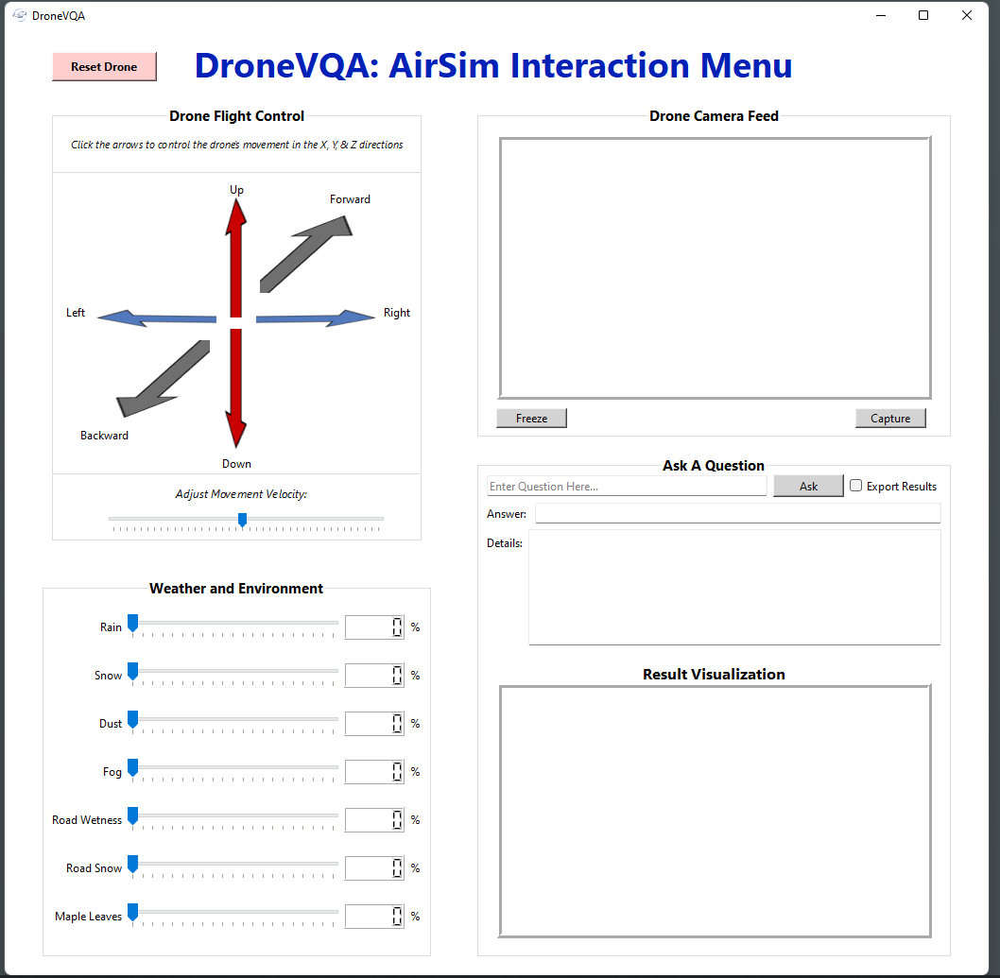 DroneVQA
Reset Drone
DroneVQA: AirSim Interaction Menu
Drone Flight Control
Click the arrows to control the drone's movement in the X, Y, & Z directions
Up
Forward
Left
Right
Backward
Down
Adjust Movement Velocity:
Weather and Environment
Rain 0 %
Snow 0 %
Dust 0 %
Fog 0 %
Road Wetness 0 %
Road Snow 0 %
Maple Leaves 0 %
Drone Camera Feed
Freeze
Capture
Ask A Question
Enter Question Here...
Ask
Export Results
Answer:
Details:
Result Visualization